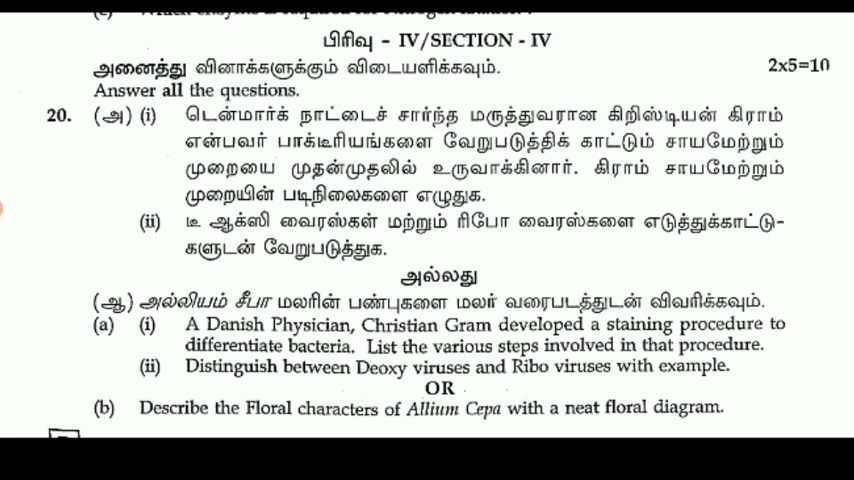 பிரிவு - IV/SECTION - IV
அனைத்து வினாக்களுக்கும் விடையளிக்கவும். 2x5=10
Answer all the questions.
20. (அ) (i) டென்மார்க் நாட்டைச் சார்ந்த மருத்துவரான கிறிஸ்டியன் கிராம்
என்பவர் பாக்டீரியங்களை வேறுபடுத்திக் காட்டும் சாயமேற்றும்
முறையை முதன்முதலில் உருவாக்கினார். கிராம் சாயமேற்றும்
முறையின் படிநிலைகளை எழுதுக.
(ii) டீ ஆக்ஸி வைரஸ்கள் மற்றும் ரிபோ வைரஸ்களை எடுத்துக்காட்டு-
களுடன் வேறுபடுத்துக.
அல்லது
(ஆ) அல்லியம் சீபா மலரின் பண்புகளை மலர் வரைபடத்துடன் விவரிக்கவும்.
(a) (i) A Danish Physician, Christian Gram developed a staining procedure to
differentiate bacteria. List the various steps involved in that procedure.
(ii) Distinguish between Deoxy viruses and Ribo viruses with example.
OR
(b) Describe the Floral characters of Allium Cepa with a neat floral diagram.